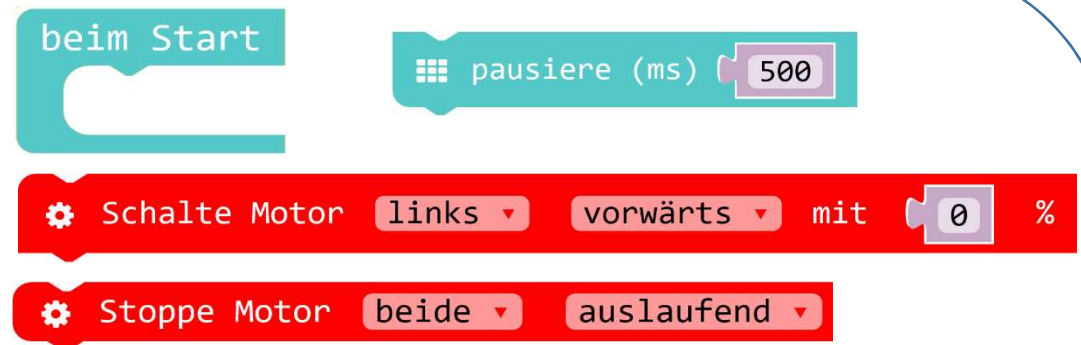 beim Start
pausiere (ms) 500
Schalte Motor links vorwärts mit 0 %
Stoppe Motor beide auslaufend